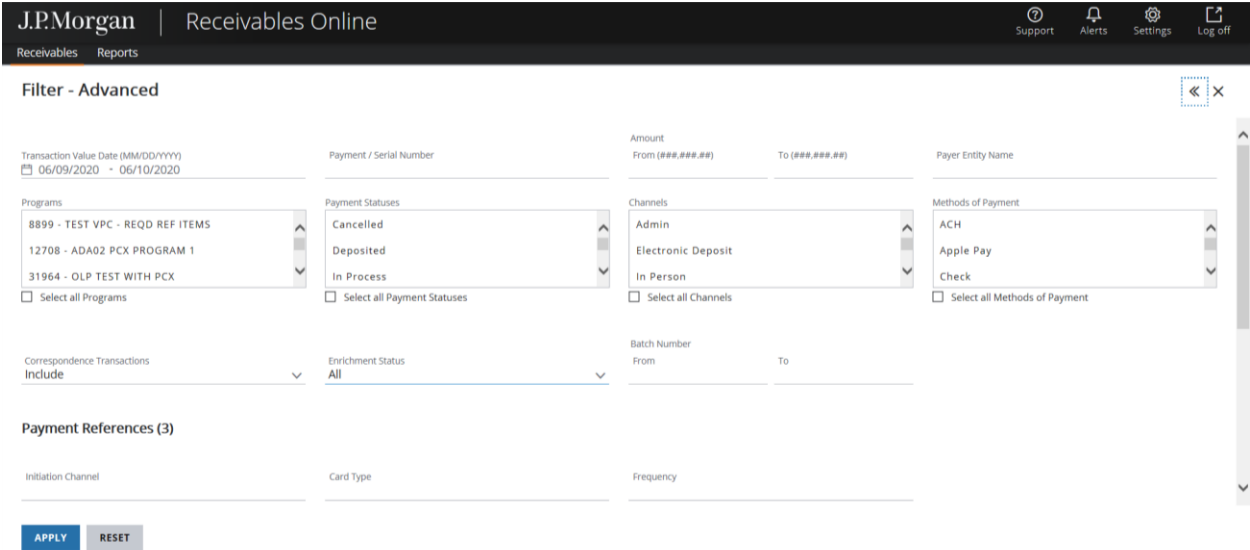 J.P.Morgan | Receivables Online
Support Alerts Settings Log off
Receivables Reports
Filter - Advanced
Transaction Value Date (MM/DD/YYYY)
06/09/2020 - 06/10/2020
Payment / Serial Number
Amount
From (###,###.##) To (###,###.##)
Payer Entity Name
Programs
8899 - TEST VPC - REQD REF ITEMS
12708 - ADA02 PCX PROGRAM 1
31964 - OLP TEST WITH PCX
Select all Programs
Payment Statuses
Cancelled
Deposited
In Process
Select all Payment Statuses
Channels
Admin
Electronic Deposit
In Person
Select all Channels
Methods of Payment
ACH
Apple Pay
Check
Select all Methods of Payment
Correspondence Transactions
Include
Enrichment Status
All
Batch Number
From To
Payment References (3)
Initiation Channel Card Type Frequency
APPLY RESET